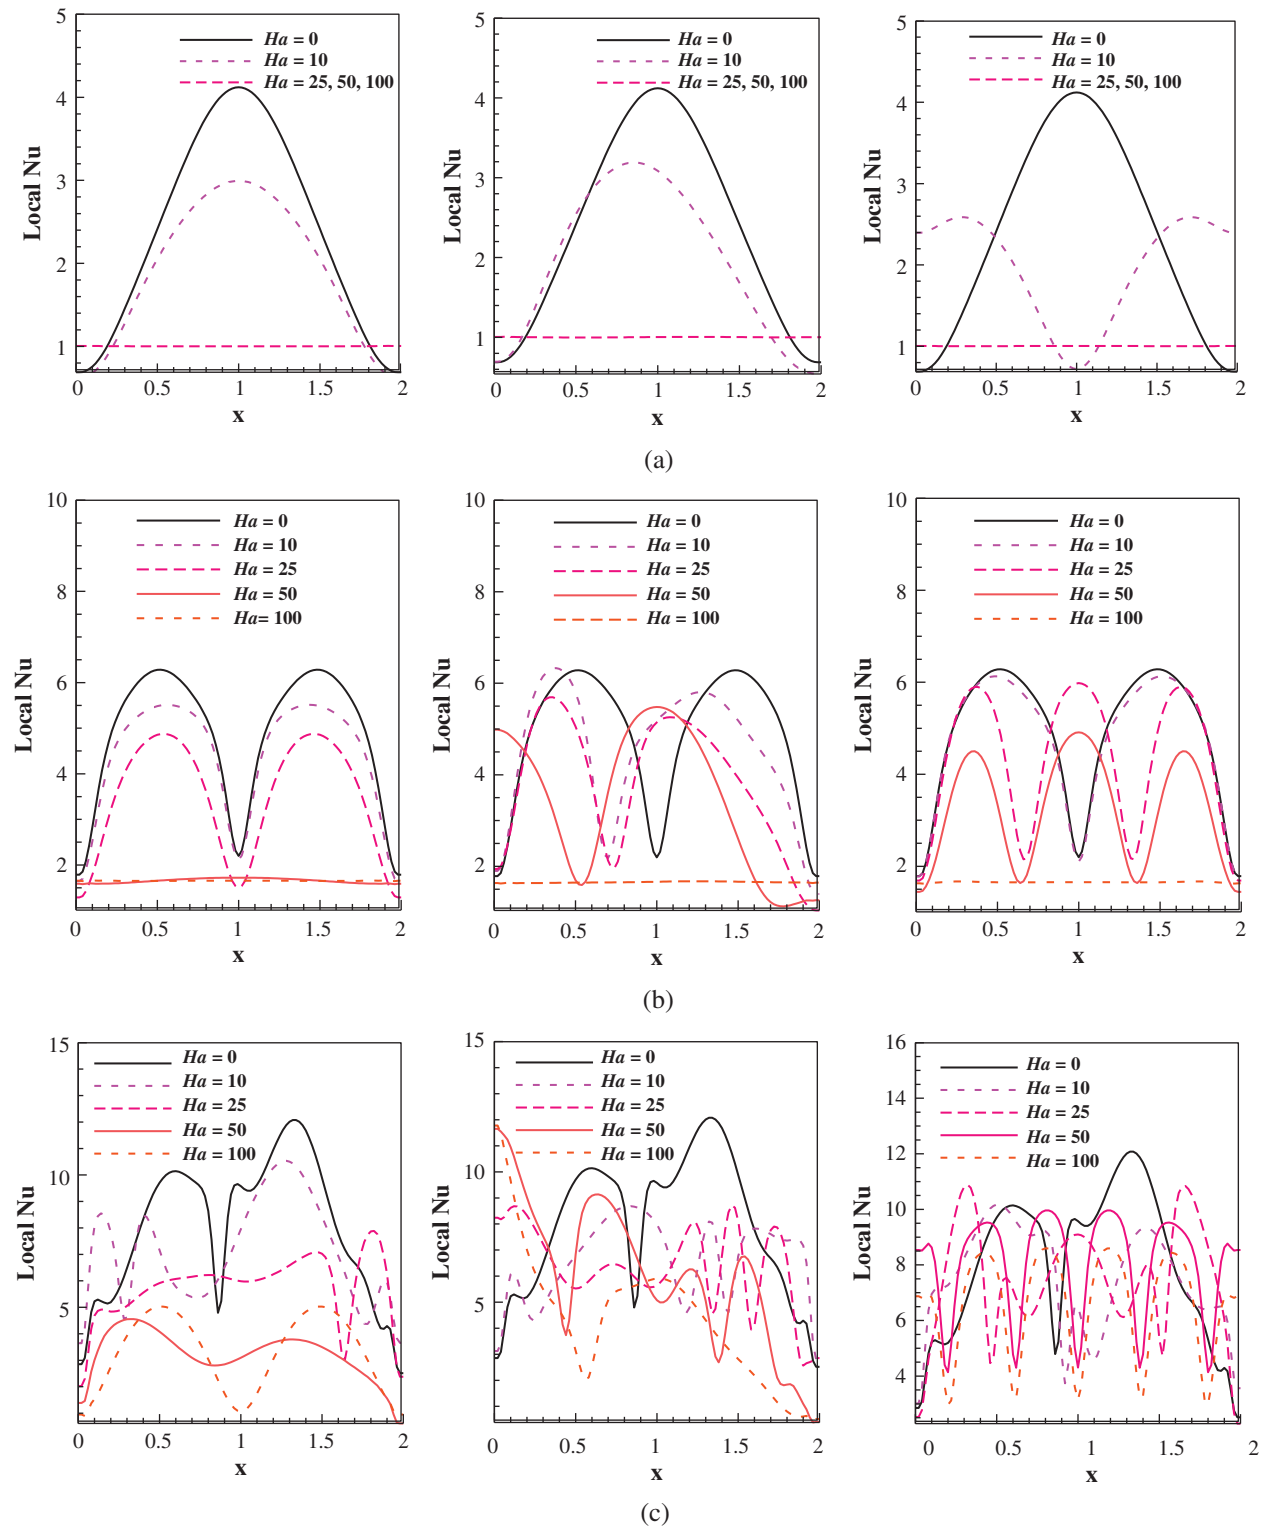 5
4
3
2
1
0
0.5
1
1.5
2
Local Nu
x
Ha = 0
Ha = 10
Ha = 25, 50, 100
5
4
3
2
1
0
0.5
1
1.5
2
Local Nu
x
Ha = 0
Ha = 10
Ha = 25, 50, 100
5
4
3
2
1
0
0.5
1
1.5
2
Local Nu
x
Ha = 0
Ha = 10
Ha = 25, 50, 100
(a)
10
8
6
4
2
0
0.5
1
1.5
2
Local Nu
x
Ha = 0
Ha = 10
Ha = 25
Ha = 50
Ha= 100
10
8
6
4
2
0
0.5
1
1.5
2
Local Nu
x
Ha = 0
Ha = 10
Ha = 25
Ha = 50
Ha = 100
10
8
6
4
2
0
0.5
1
1.5
2
Local Nu
x
Ha = 0
Ha = 10
Ha = 25
Ha = 50
Ha = 100
(b)
15
10
5
0
0.5
1
1.5
2
Local Nu
x
Ha = 0
Ha = 10
Ha = 25
Ha = 50
Ha = 100
15
10
5
0
0.5
1
1.5
2
Local Nu
x
Ha = 0
Ha = 10
Ha = 25
Ha = 50
Ha = 100
16
14
12
10
8
6
4
0
0.5
1
1.5
2
Local Nu
x
Ha = 0
Ha = 10
Ha = 25
Ha = 50
Ha = 100
(c)